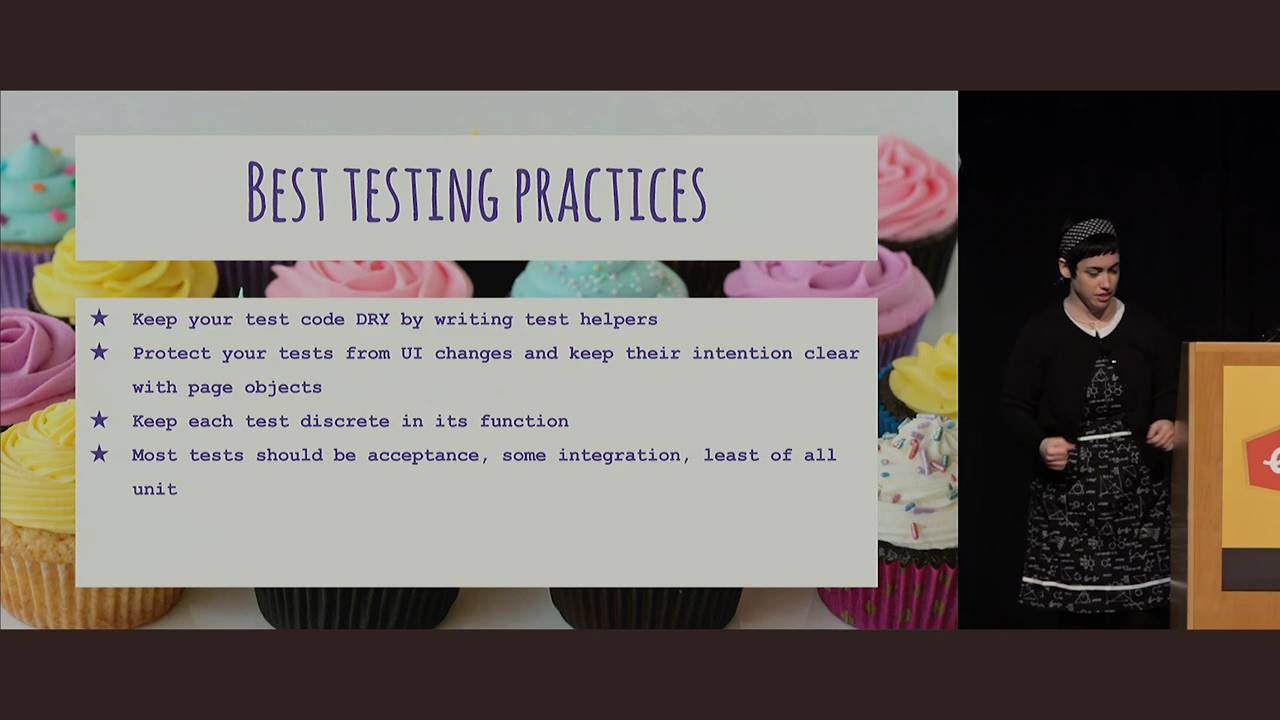 Best testing practices
★ Keep your test code DRY by writing test helpers
★ Protect your tests from UI changes and keep their intention clear
with page objects
★ Keep each test discrete in its function
★ Most tests should be acceptance, some integration, least of all
unit